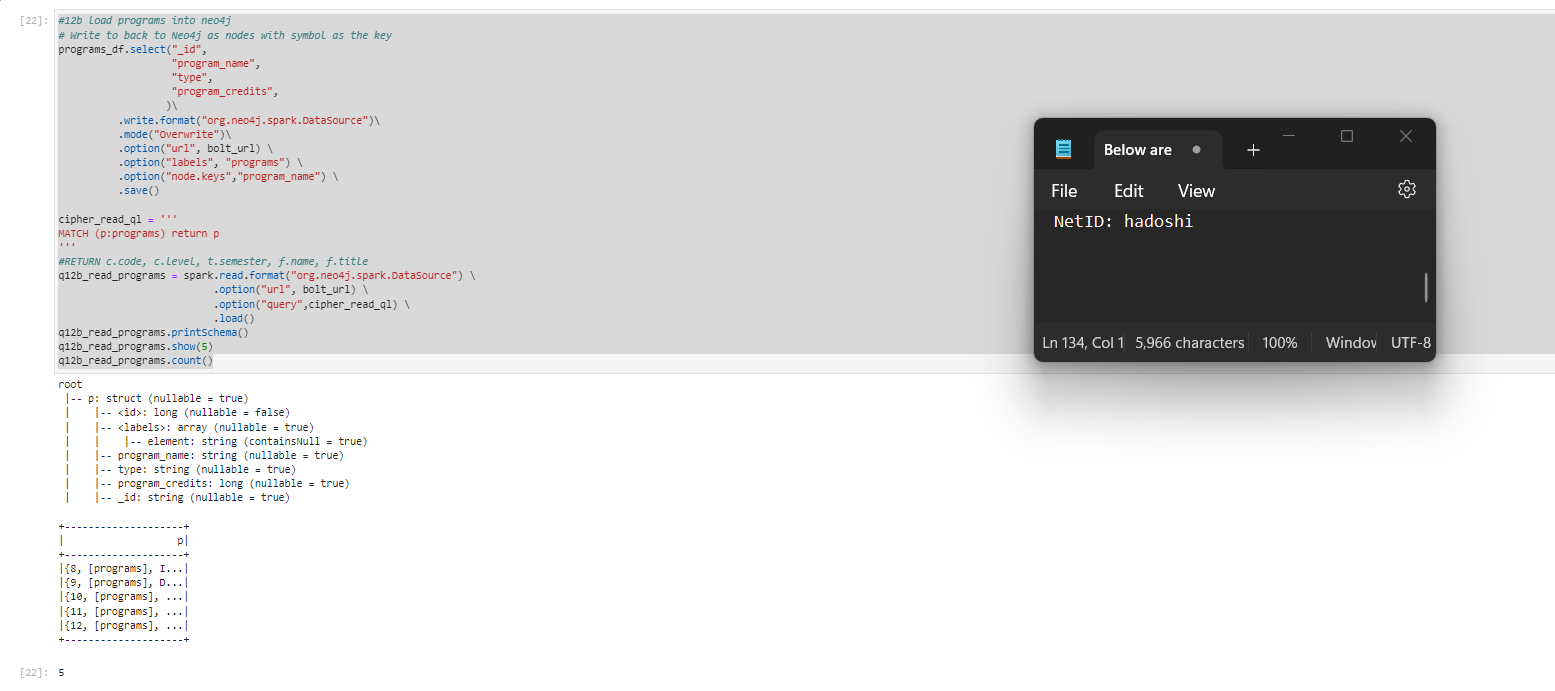 [22]: #12b load programs into neo4j
# Write to back to Neo4j as nodes with symbol as the key
programs_df.select("_id",
"program_name",
"type",
"program_credits",
)\
.write.format("org.neo4j.spark.DataSource")\
.mode("Overwrite")\
.option("url", bolt_url) \
.option("labels", "programs") \
.option("node.keys","program_name") \
.save()
cipher_read_ql = '''
MATCH (p:programs) return p
'''
#RETURN c.code, c.level, t.semester, f.name, f.title
q12b_read_programs = spark.read.format("org.neo4j.spark.DataSource") \
.option("url", bolt_url) \
.option("query",cipher_read_ql) \
.load()
q12b_read_programs.printSchema()
q12b_read_programs.show(5)
q12b_read_programs.count()
root
|-- p: struct (nullable = true)
| |-- <id>: long (nullable = false)
| |-- <labels>: array (nullable = true)
| | |-- element: string (containsNull = true)
| |-- program_name: string (nullable = true)
| |-- type: string (nullable = true)
| |-- program_credits: long (nullable = true)
| |-- _id: string (nullable = true)
+--------------------+
| p|
+--------------------+
|{8, [programs], I...|
|{9, [programs], D...|
|{10, [programs], ...|
|{11, [programs], ...|
|{12, [programs], ...|
+--------------------+
[22]: 5
Below are
File Edit View
NetID: hadoshi
Ln 134, Col 1 5,966 characters 100% Window UTF-8